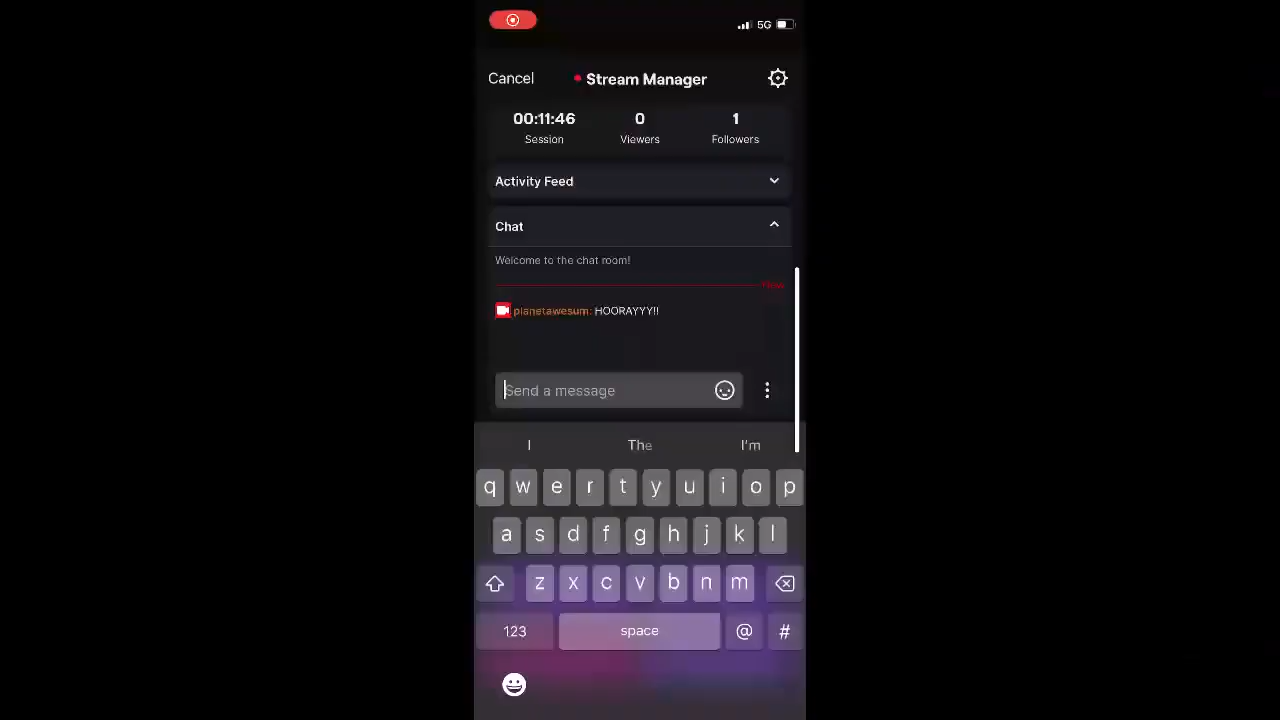 5G
Cancel Stream Manager
00:11:46 0 1
Session Viewers Followers
Activity Feed
Chat
Welcome to the chat room!
New
planetawesum: HOORAYYY!!
Send a message
I The I'm
q w e r t y u i o p
a s d f g h j k l
z x c v b n m
123 space @ #